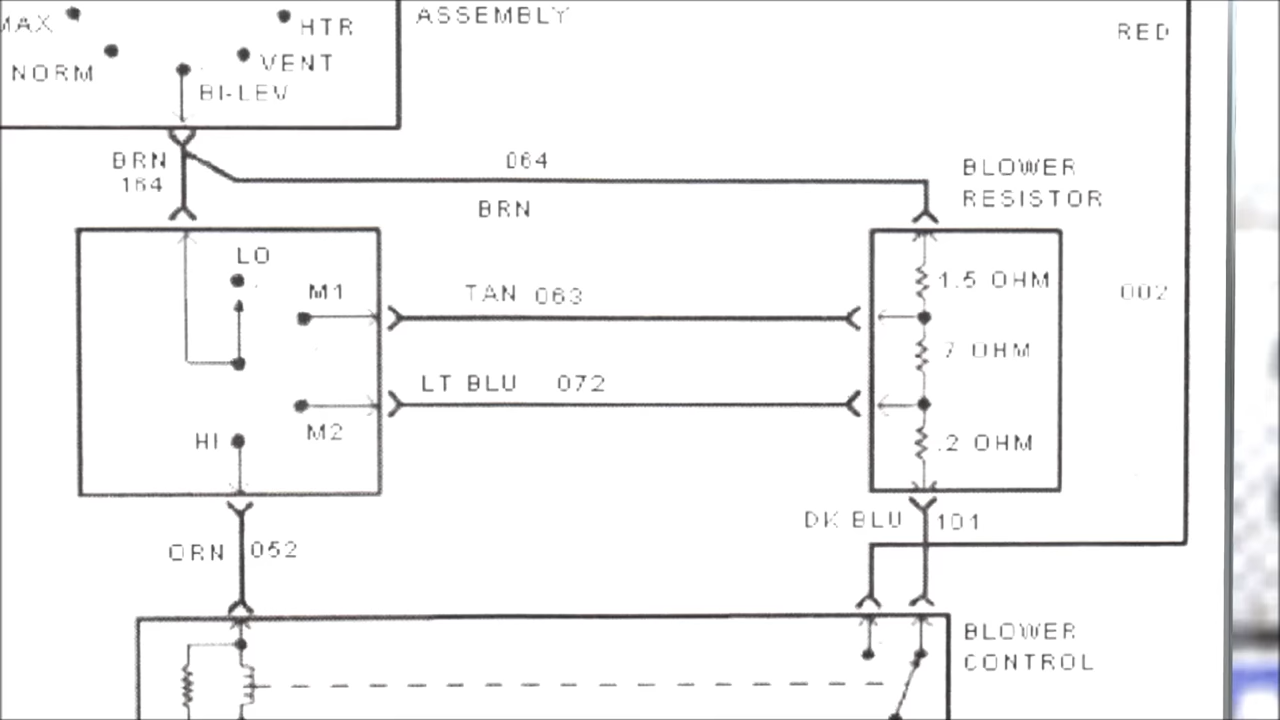 ASSEMBLY
HTR
RED
NORM
VENT
BI-LEV
BRN
164
064
BRN
BLOWER
RESISTOR
LO
M1
TAN 063
1.5 OHM
002
7 OHM
LT BLU 072
M2
HI
.2 OHM
DK BLU 101
ORN 052
BLOWER
CONTROL